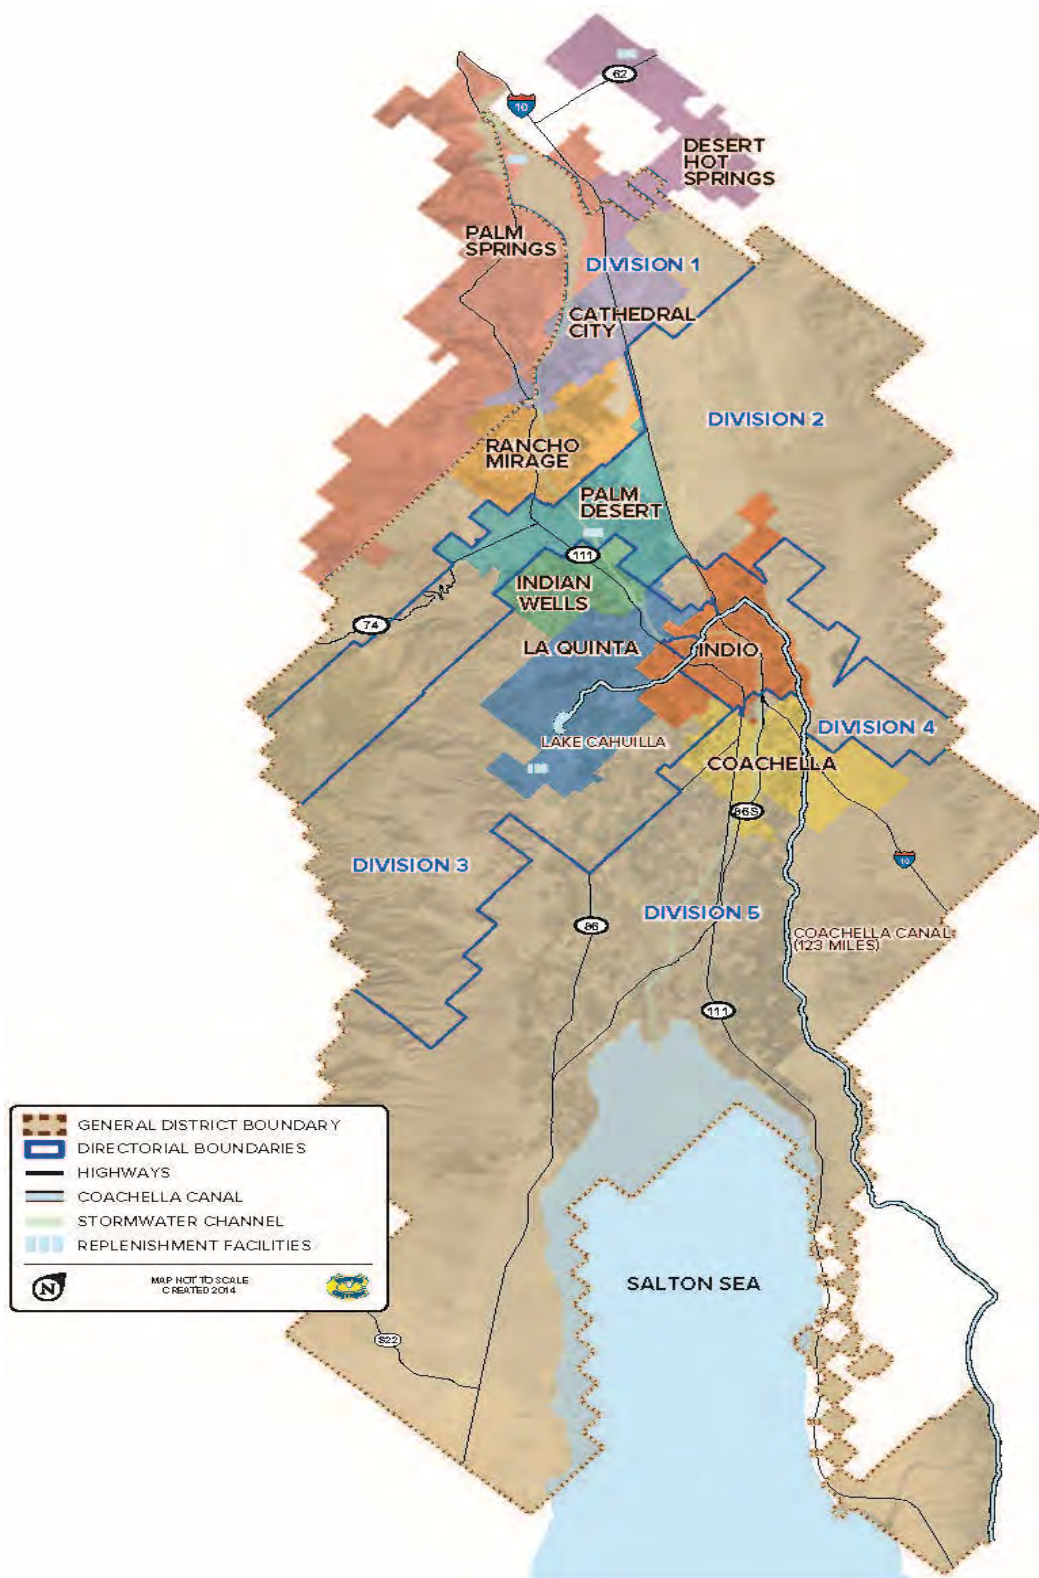 62
10
DESERT
HOT
SPRINGS
PALM
SPRINGS
DIVISION 1
CATHEDRAL
CITY
DIVISION 2
RANCHO
MIRAGE
PALM
DESERT
111
INDIAN
WELLS
74
LA QUINTA
INDIO
DIVISION 4
LAKE CAHUILLA
COACHELLA
86S
10
DIVISION 3
DIVISION 5
86
COACHELLA CANAL
(123 MILES)
111
GENERAL DISTRICT BOUNDARY
DIRECTORIAL BOUNDARIES
HIGHWAYS
COACHELLA CANAL
STORMWATER CHANNEL
REPLENISHMENT FACILITIES
N
MAP NOT TO SCALE
CREATED 2014
SALTON SEA
S22